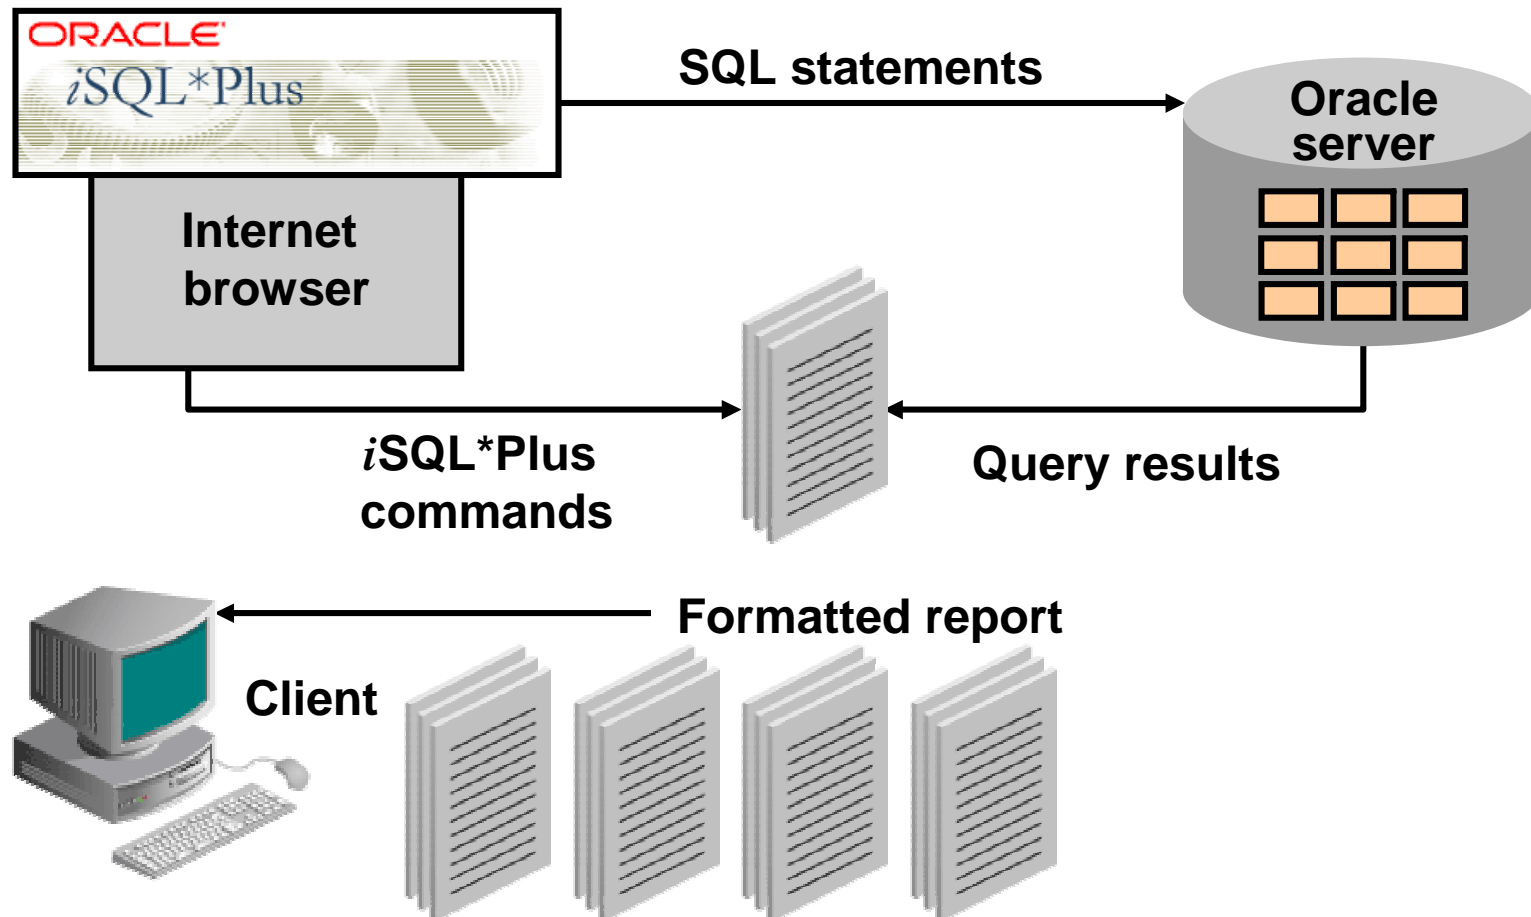 ORACLE
iSQL*Plus
SQL statements
Oracle
server
Internet
browser
iSQL*Plus
commands
Query results
Formatted report
Client